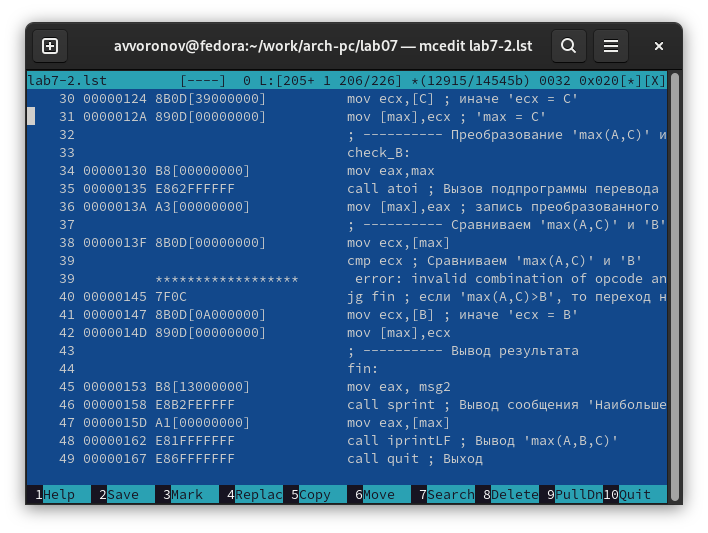 avvoronov@fedora:~/work/arch-pc/lab07 — mcedit lab7-2.lst
lab7-2.lst [----] 0 L:[205+ 1 206/226] *(12915/14545b) 0032 0x020[*][X]
30 00000124 8B0D[39000000] mov ecx,[C] ; иначе 'ecx = C'
31 0000012A 890D[00000000] mov [max],ecx ; 'max = C'
32 ; ---------- Преобразование 'max(A,C)' и
33 check_B:
34 00000130 B8[00000000] mov eax,max
35 00000135 E862FFFFFF call atoi ; Вызов подпрограммы перевода
36 0000013A A3[00000000] mov [max],eax ; запись преобразованного
37 ; ---------- Сравниваем 'max(A,C)' и 'B'
38 0000013F 8B0D[00000000] mov ecx,[max]
39 cmp ecx ; Сравниваем 'max(A,C)' и 'B'
39 ****************** error: invalid combination of opcode an
40 00000145 7F0C jg fin ; если 'max(A,C)>B', то переход н
41 00000147 8B0D[0A000000] mov ecx,[B] ; иначе 'ecx = B'
42 0000014D 890D[00000000] mov [max],ecx
43 ; ---------- Вывод результата
44 fin:
45 00000153 B8[13000000] mov eax, msg2
46 00000158 E8B2FEFFFF call sprint ; Вывод сообщения 'Наибольше
47 0000015D A1[00000000] mov eax,[max]
48 00000162 E81FFFFFFF call iprintLF ; Вывод 'max(A,B,C)'
49 00000167 E86FFFFFFF call quit ; Выход
1Help 2Save 3Mark 4Replac 5Copy 6Move 7Search 8Delete 9PullDn 10Quit